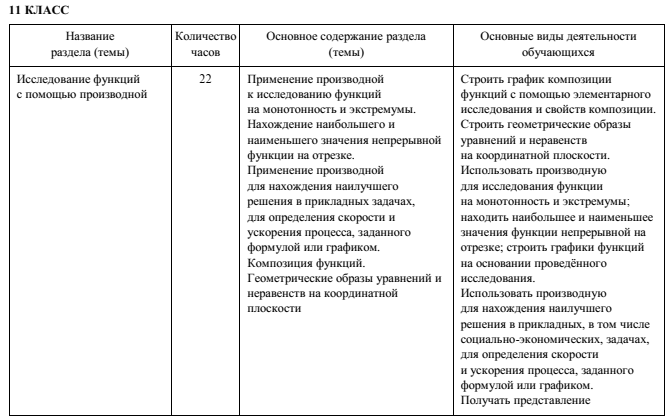 11 КЛАСС
Название
раздела (темы)
Количество
часов
Основное содержание раздела
(темы)
Основные виды деятельности
обучающихся
Исследование функций
с помощью производной
22
Применение производной
к исследованию функций
на монотонность и экстремумы.
Нахождение наибольшего и
наименьшего значения непрерывной
функции на отрезке.
Применение производной
для нахождения наилучшего
решения в прикладных задачах,
для определения скорости и
ускорения процесса, заданного
формулой или графиком.
Композиция функций.
Геометрические образы уравнений и
неравенств на координатной
плоскости
Строить график композиции
функций с помощью элементарного
исследования и свойств композиции.
Строить геометрические образы
уравнений и неравенств
на координатной плоскости.
Использовать производную
для исследования функции
на монотонность и экстремумы;
находить наибольшее и наименьшее
значения функции непрерывной на
отрезке; строить графики функций
на основании проведённого
исследования.
Использовать производную
для нахождения наилучшего
решения в прикладных, в том числе
социально-экономических, задачах,
для определения скорости
и ускорения процесса, заданного
формулой или графиком.
Получать представление